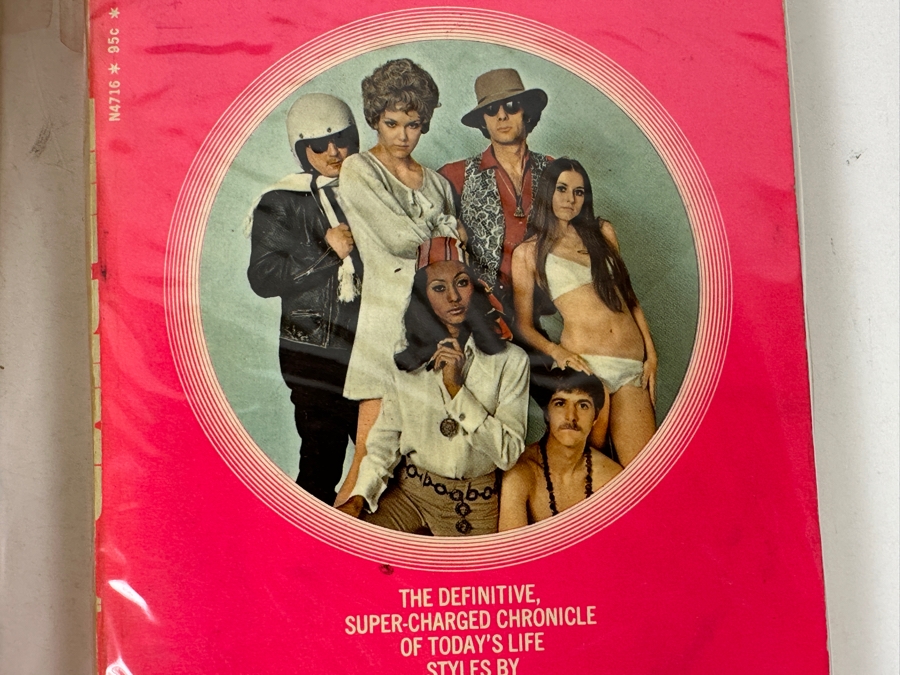 N4716 * 95c *
THE DEFINITIVE,
SUPER-CHARGED CHRONICLE
OF TODAY'S LIFE
STYLES BY